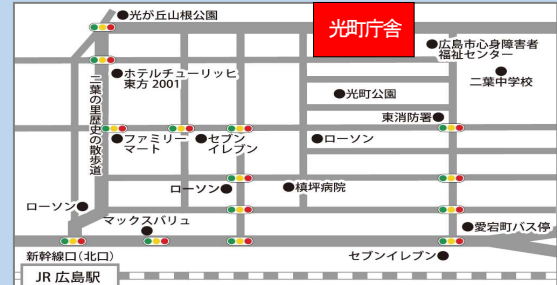 光が丘山根公園
光町庁舎
広島市心身障害者
福祉センター
二葉中学校
ホテルチューリッヒ
東方 2001
光町公園
東消防署
二葉の里歴史の散歩道
ファミリー
マート
セブン
イレブン
ローソン
ローソン
槙坪病院
ローソン
マックスバリュ
愛宕町バス停
新幹線口(北口)
セブンイレブン
JR 広島駅